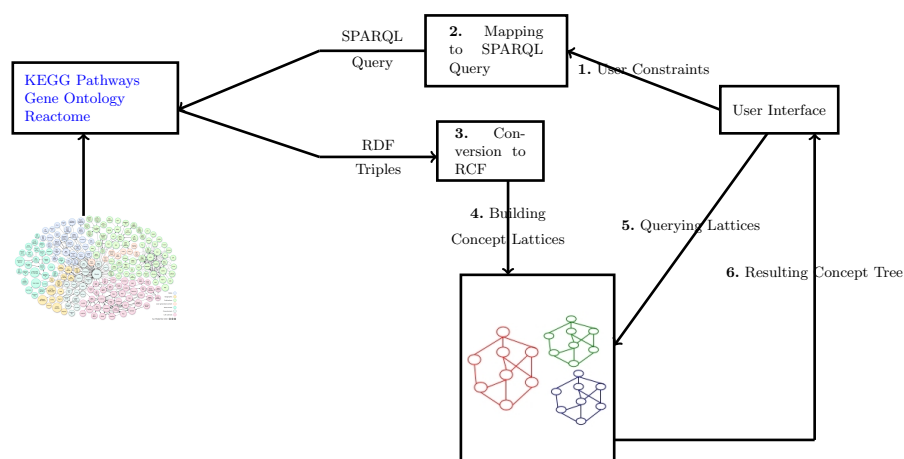 SPARQL
Query
2. Mapping
to SPARQL
Query
1. User Constraints
KEGG Pathways
Gene Ontology
Reactome
User Interface
RDF
Triples
3. Con-
version to
RCF
4. Building
Concept Lattices
5. Querying Lattices
6. Resulting Concept Tree